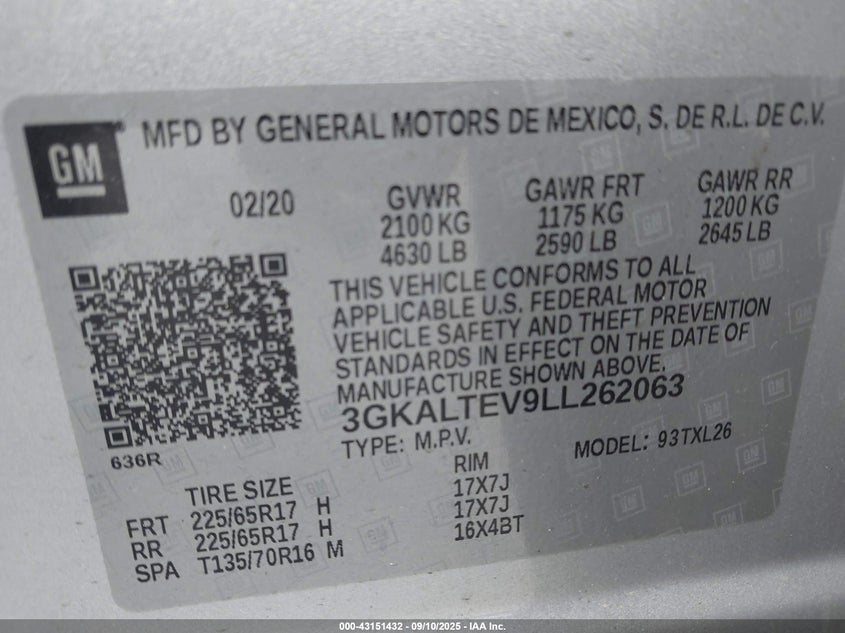 GM
MFD BY GENERAL MOTORS DE MEXICO, S. DE R.L. DE C.V.
02/20
GVWR GAWR FRT GAWR RR
2100 KG 1175 KG 1200 KG
4630 LB 2590 LB 2645 LB
THIS VEHICLE CONFORMS TO ALL
APPLICABLE U.S. FEDERAL MOTOR
VEHICLE SAFETY AND THEFT PREVENTION
STANDARDS IN EFFECT ON THE DATE OF
MANUFACTURE SHOWN ABOVE.
3GKALTEV9LL262063
TYPE: M.P.V. MODEL: 93TXL26
636R
TIRE SIZE RIM
FRT 225/65R17 H 17X7J
RR 225/65R17 H 17X7J
SPA T135/70R16 M 16X4BT
000-43151432 - 09/10/2025 - IAA Inc.